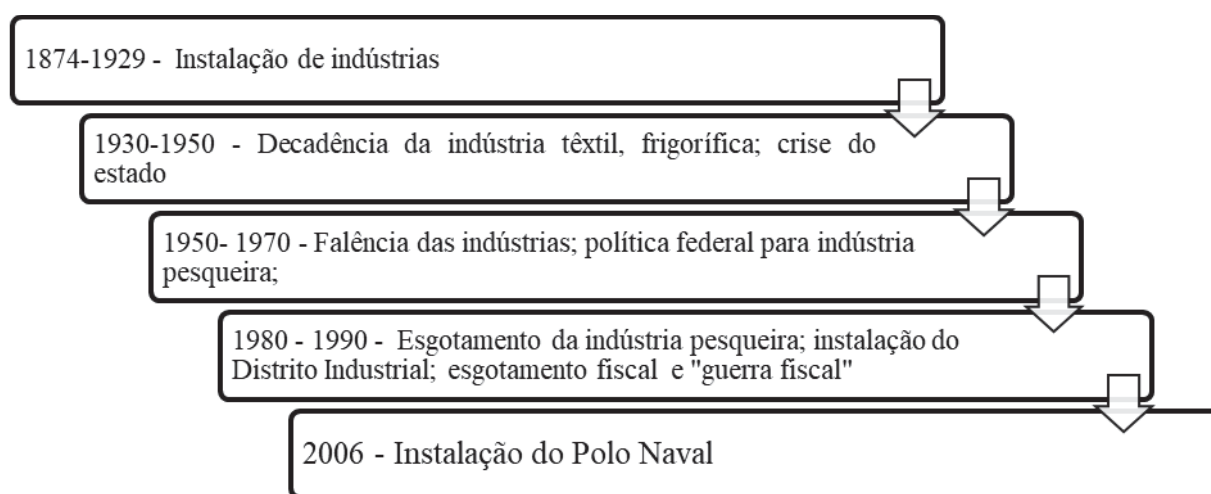 1874-1929 - Instalação de indústrias
1930-1950 - Decadência da indústria têxtil, frigorífica; crise do
estado
1950- 1970 - Falência das indústrias; política federal para indústria
pesqueira;
1980 - 1990 - Esgotamento da indústria pesqueira; instalação do
Distrito Industrial; esgotamento fiscal e "guerra fiscal"
2006 - Instalação do Polo Naval